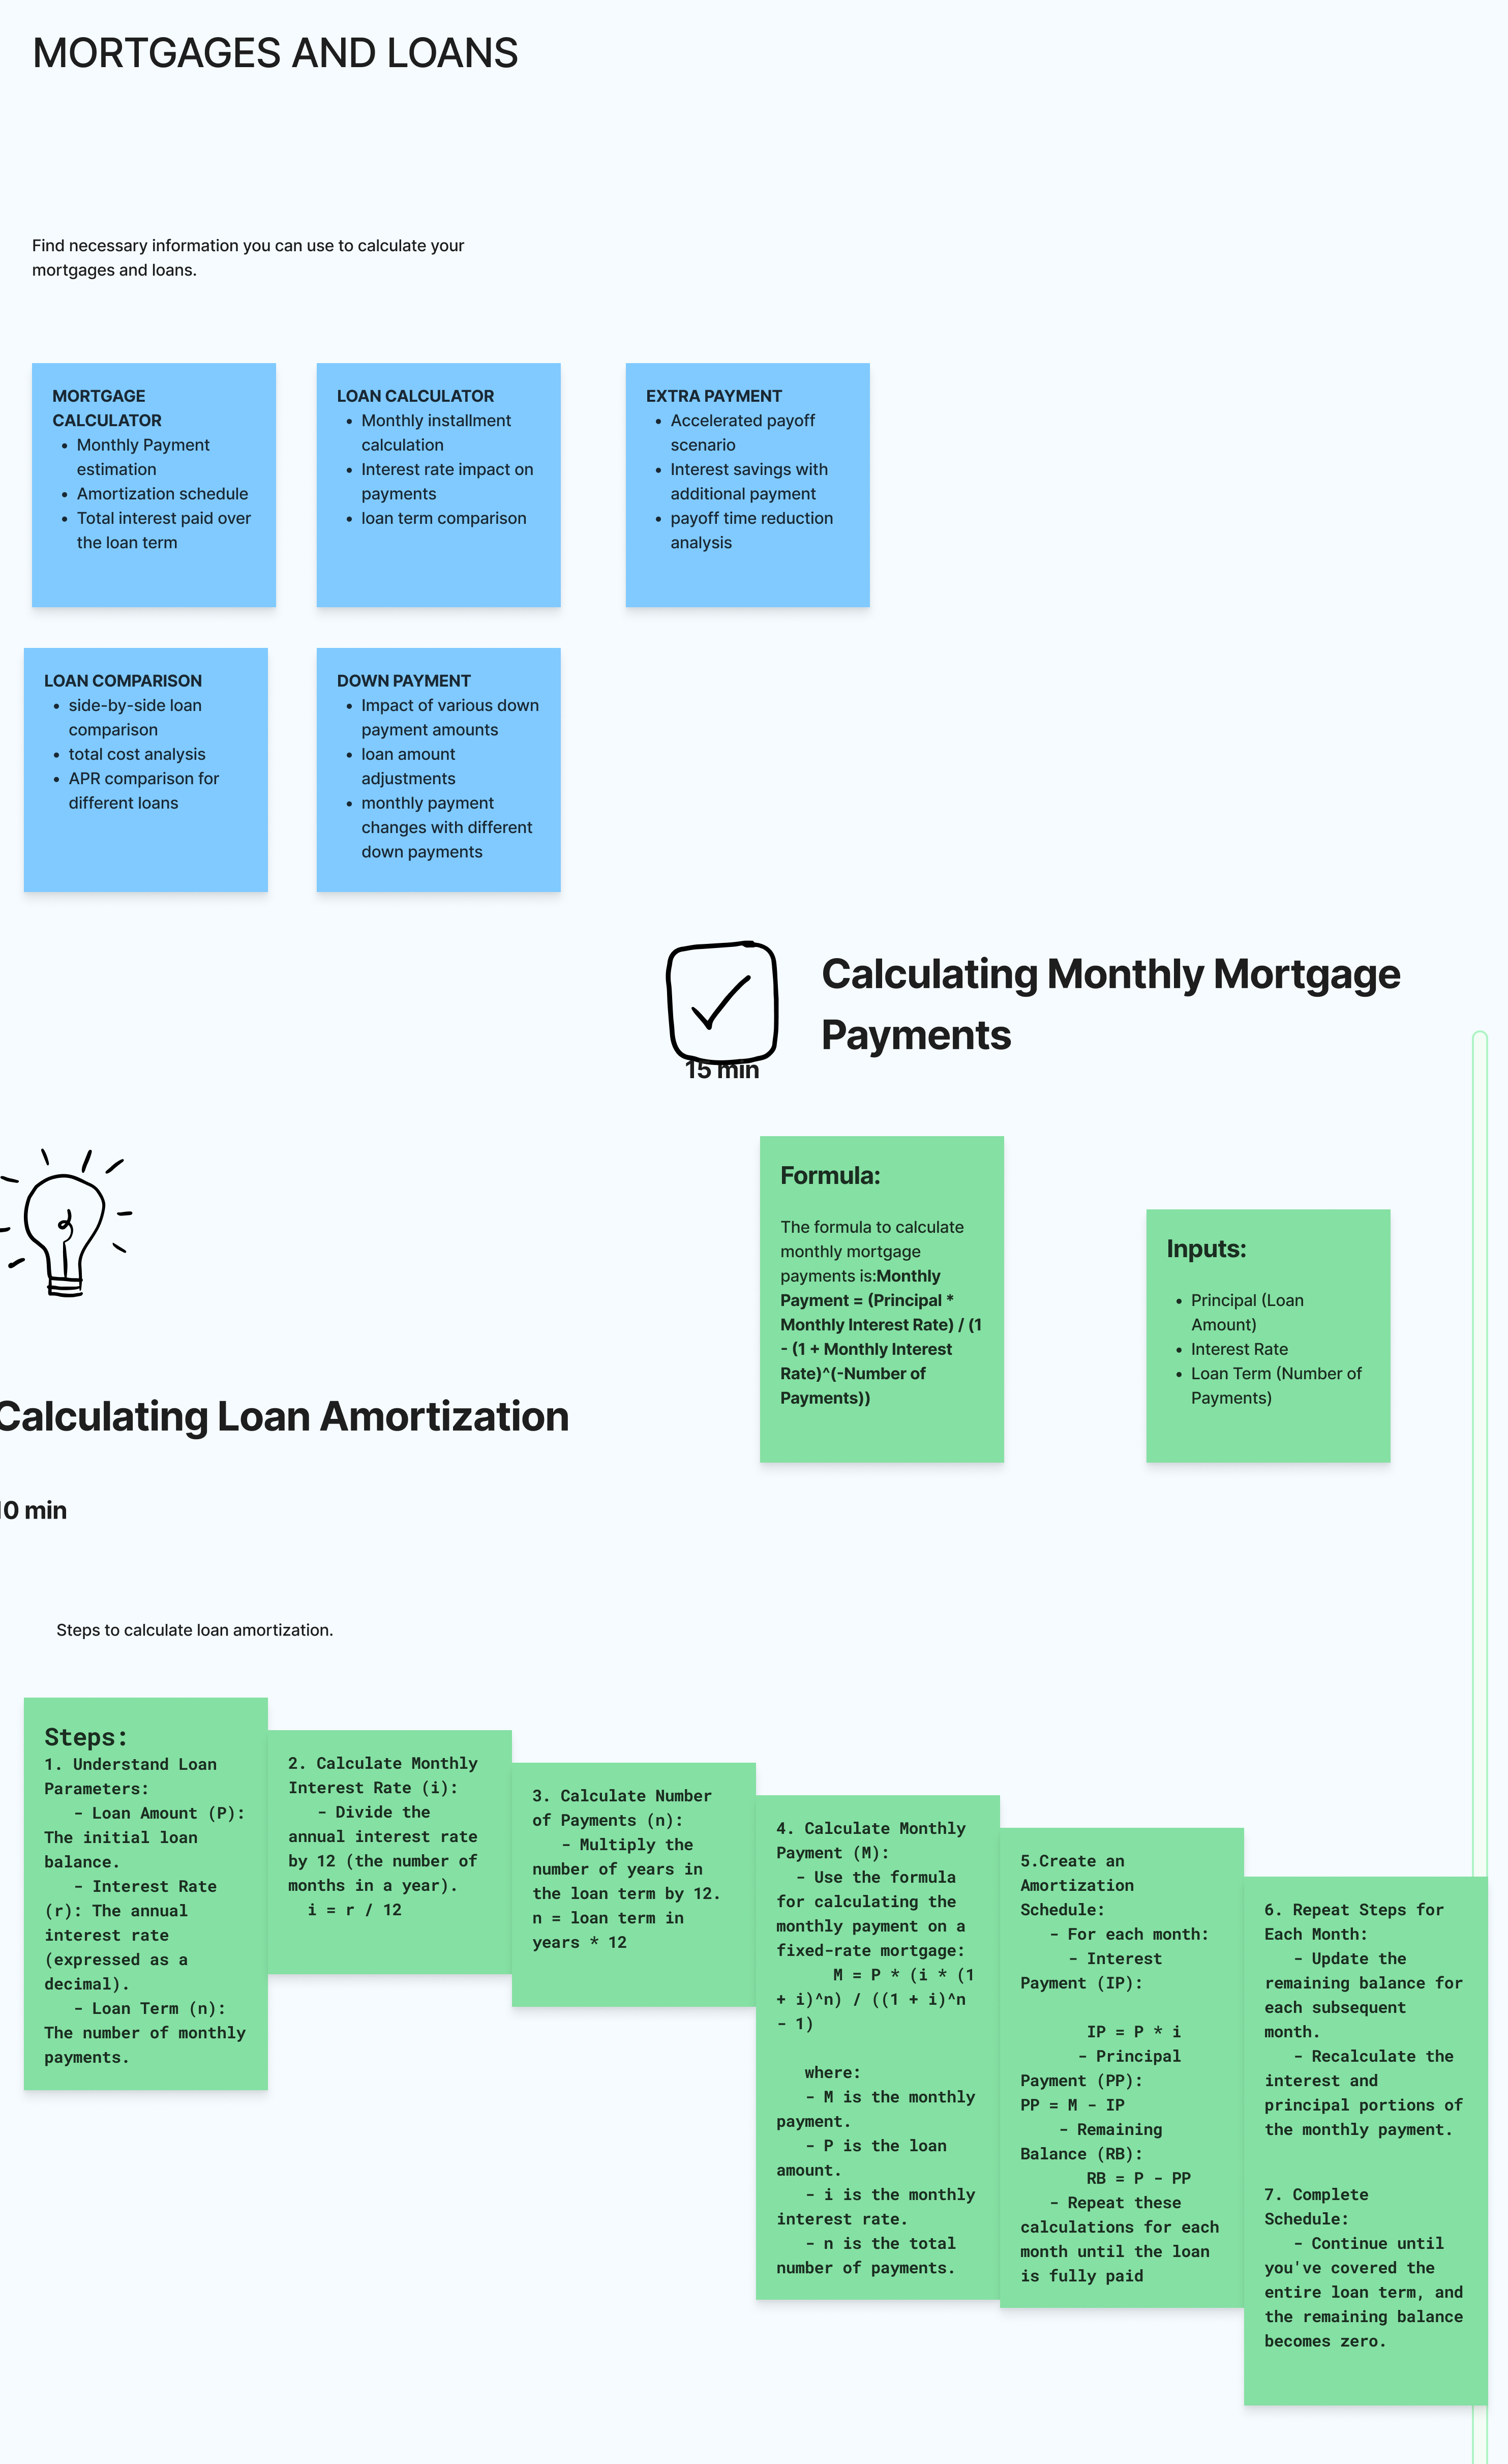 MORTGAGES AND LOANS
Find necessary information you can use to calculate your
mortgages and loans.
MORTGAGE
CALCULATOR
• Monthly Payment
estimation
• Amortization schedule
• Total interest paid over
the loan term
LOAN CALCULATOR
• Monthly installment
calculation
• Interest rate impact on
payments
• loan term comparison
EXTRA PAYMENT
• Accelerated payoff
scenario
• Interest savings with
additional payment
• payoff time reduction
analysis
LOAN COMPARISON
• side-by-side loan
comparison
• total cost analysis
• APR comparison for
different loans
DOWN PAYMENT
• Impact of various down
payment amounts
• loan amount
adjustments
• monthly payment
changes with different
down payments
Calculating Monthly Mortgage
Payments
15 min
Formula:
The formula to calculate
monthly mortgage
payments is:Monthly
Payment = (Principal *
Monthly Interest Rate) / (1
- (1 + Monthly Interest
Rate)^(-Number of
Payments))
Inputs:
• Principal (Loan
Amount)
• Interest Rate
• Loan Term (Number of
Payments)
Calculating Loan Amortization
10 min
Steps to calculate loan amortization.
Steps:
1. Understand Loan
Parameters:
- Loan Amount (P):
The initial loan
balance.
- Interest Rate
(r): The annual
interest rate
(expressed as a
decimal).
- Loan Term (n):
The number of monthly
payments.
2. Calculate Monthly
Interest Rate (i):
- Divide the
annual interest rate
by 12 (the number of
months in a year).
i = r / 12
3. Calculate Number
of Payments (n):
- Multiply the
number of years in
the loan term by 12.
n = loan term in
years * 12
4. Calculate Monthly
Payment (M):
- Use the formula
for calculating the
monthly payment on a
fixed-rate mortgage:
M = P * (i * (1
+ i)^n) / ((1 + i)^n
- 1)
where:
- M is the monthly
payment.
- P is the loan
amount.
- i is the monthly
interest rate.
- n is the total
number of payments.
5.Create an
Amortization
Schedule:
- For each month:
- Interest
Payment (IP):
IP = P * i
- Principal
Payment (PP):
PP = M - IP
- Remaining
Balance (RB):
RB = P - PP
- Repeat these
calculations for each
month until the loan
is fully paid
6. Repeat Steps for
Each Month:
- Update the
remaining balance for
each subsequent
month.
- Recalculate the
interest and
principal portions of
the monthly payment.
7. Complete
Schedule:
- Continue until
you've covered the
entire loan term, and
the remaining balance
becomes zero.